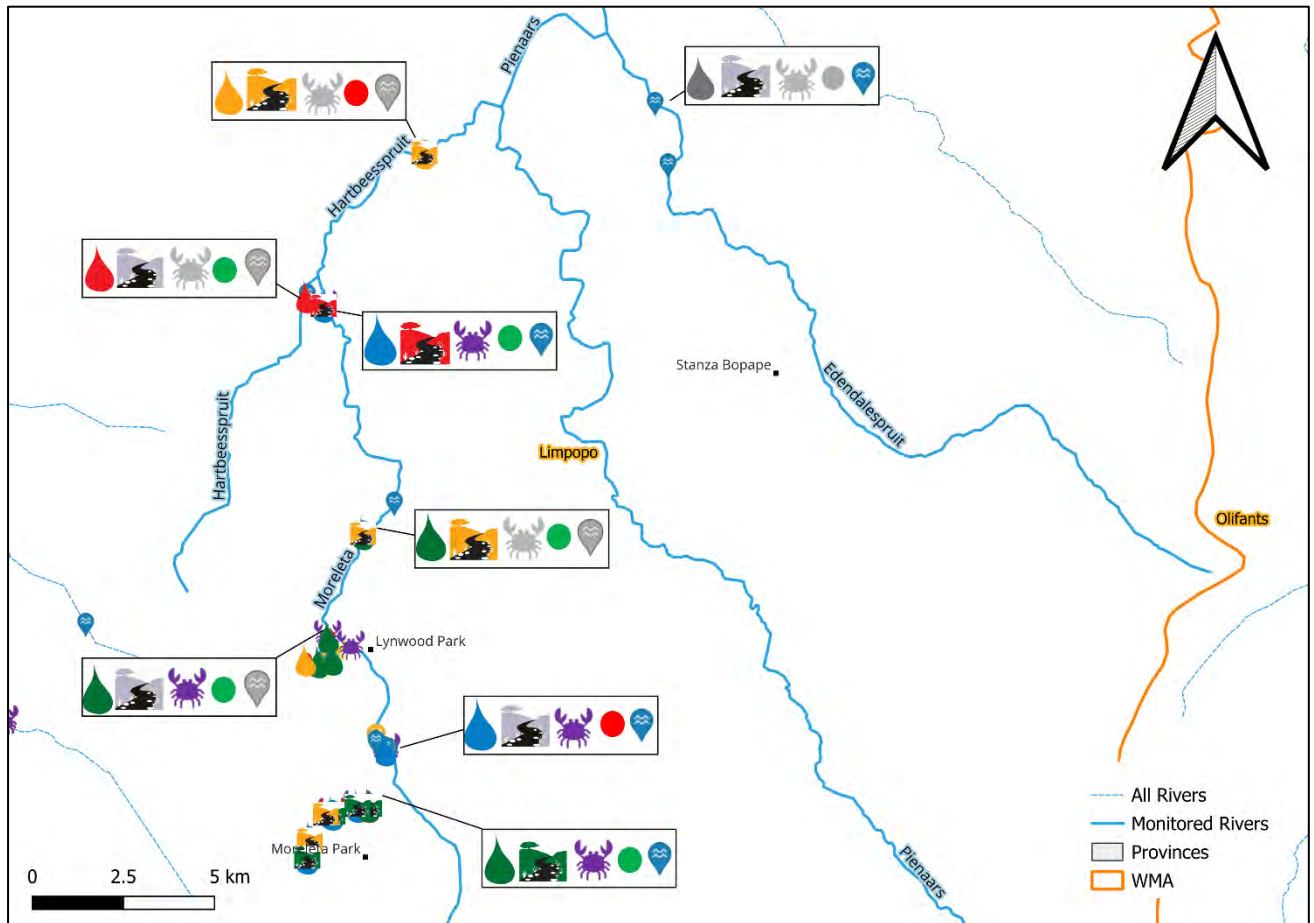 Pienaars
Hartbeesspruit
Hartbeesspruit
Stanza Bopape
Edendalespruit
Limpopo
Olifants
Moreleta
Lynwood Park
Moreleta Park
Pienaars
0 2.5 5 km
All Rivers
Monitored Rivers
Provinces
WMA